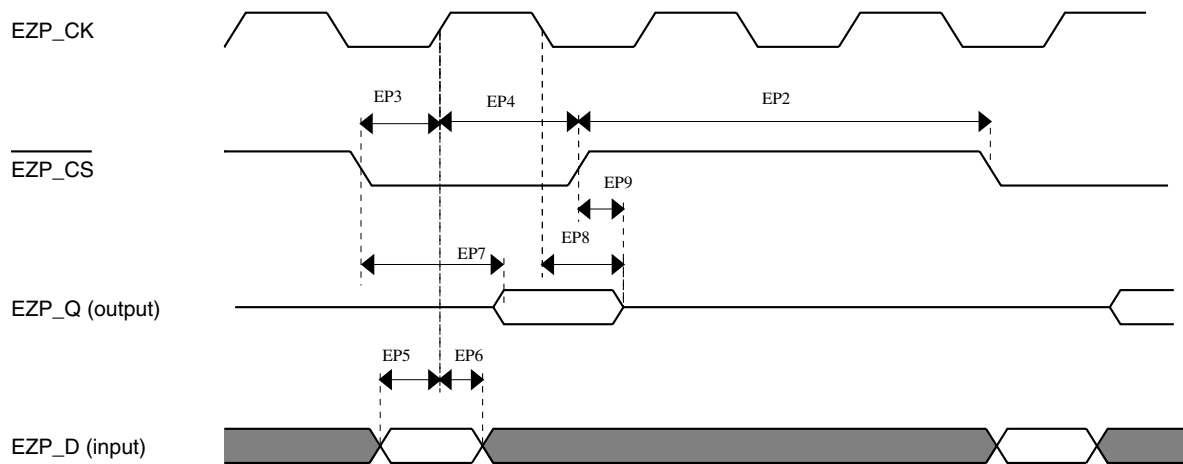 EZP_CK
EP3 EP4 EP2
EZP_CS
EP9
EP8
EP7
EZP_Q (output)
EP5 EP6
EZP_D (input)